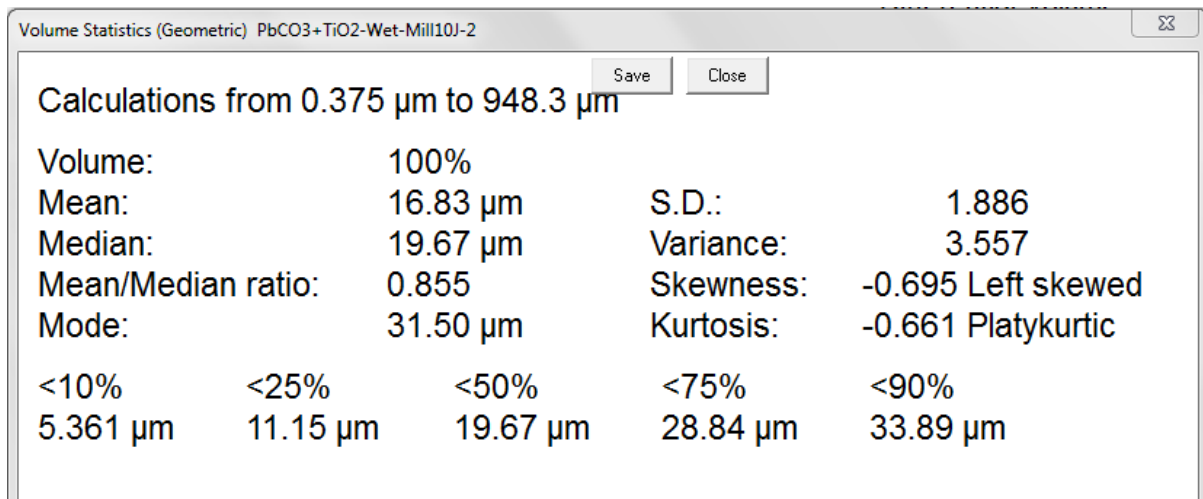 Volume Statistics (Geometric) PbCO3+TiO2-Wet-Mill10J-2
Save Close
Calculations from 0.375 µm to 948.3 µm
Volume: 100%
Mean: 16.83 µm S.D.: 1.886
Median: 19.67 µm Variance: 3.557
Mean/Median ratio: 0.855 Skewness: -0.695 Left skewed
Mode: 31.50 µm Kurtosis: -0.661 Platykurtic
<10% <25% <50% <75% <90%
5.361 µm 11.15 µm 19.67 µm 28.84 µm 33.89 µm